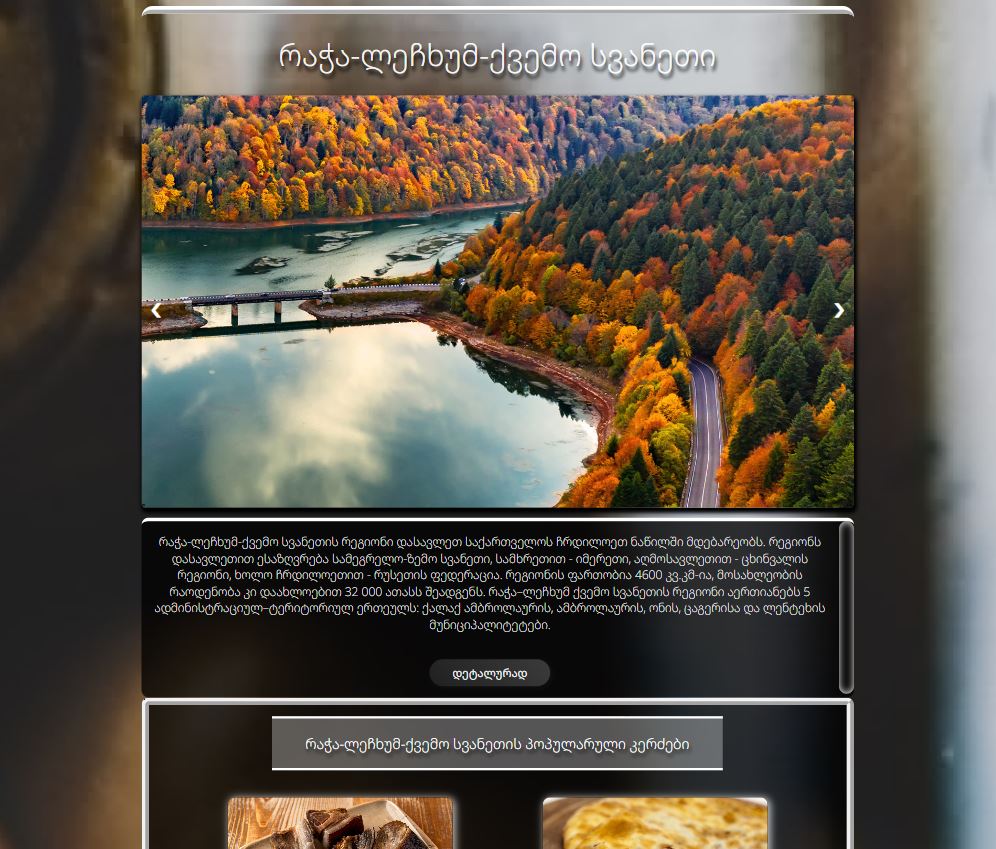 რაჭა-ლეჩხუმ-ქვემო სვანეთი
რაჭა-ლეჩხუმ-ქვემო სვანეთის რეგიონი დასავლეთ საქართველოს ჩრდილოეთ ნაწილში მდებარეობს. რეგიონს
დასავლეთით ესაზღვრება სამეგრელო-ზემო სვანეთი, სამხრეთით - იმერეთი, აღმოსავლეთით - ცხინვალის
რეგიონი, ხოლო ჩრდილოეთით - რუსეთის ფედერაცია. რეგიონის ფართობია 4600 კვ.კმ-ია, მოსახლეობის
რაოდენობა კი დაახლოებით 32 000 ათასს შეადგენს. რაჭა–ლეჩხუმ ქვემო სვანეთის რეგიონი აერთიანებს 5
ადმინისტრაციულ–ტერიტორიულ ერთეულს: ქალაქ ამბროლაურის, ამბროლაურის, ონის, ცაგერისა და ლენტეხის
მუნიციპალიტეტები.
დეტალურად
რაჭა-ლეჩხუმ-ქვემო სვანეთის პოპულარული კერძები